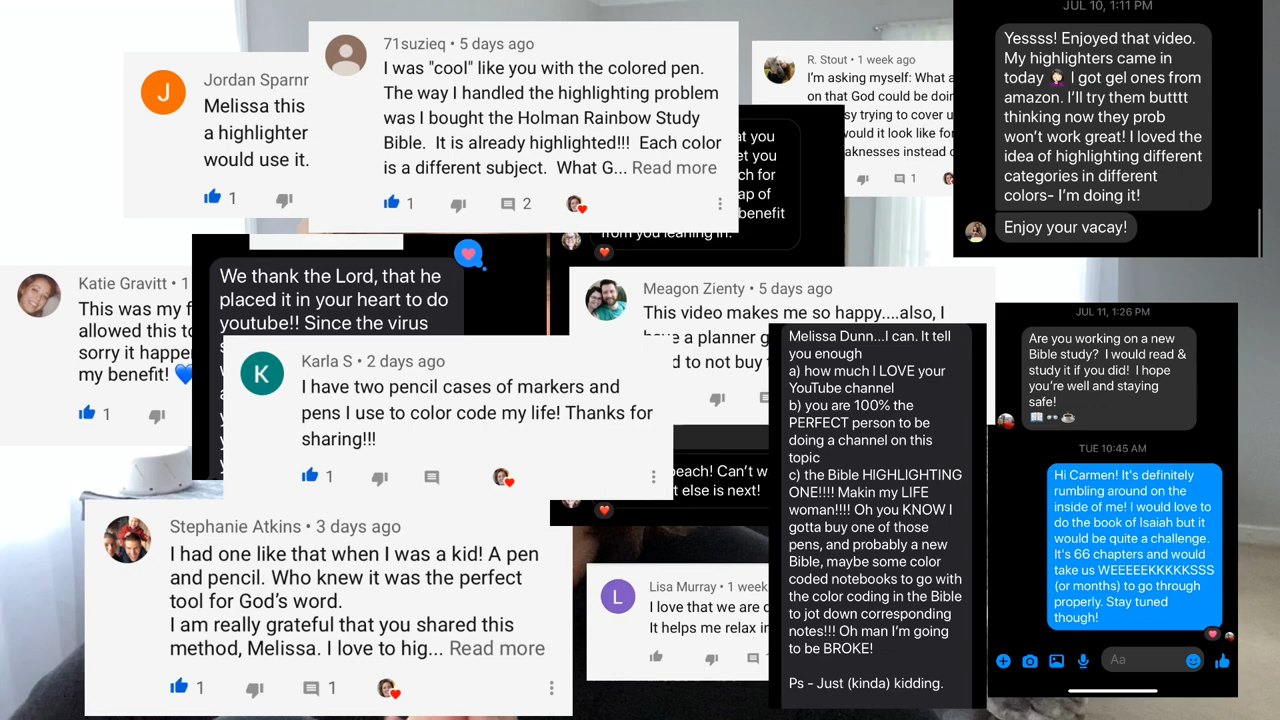 Jordan Sparnr
Melissa this
a highlighter
would use it.
1
71suzieq • 5 days ago
I was "cool" like you with the colored pen.
The way I handled the highlighting problem
was I bought the Holman Rainbow Study
Bible. It is already highlighted!!! Each color
is a different subject. What G... Read more
1
2
R. Stout • 1 week ago
I'm asking myself: What a
on that God could be doin
sy trying to cover u
would it look like for
aknesses instead o
1
at you
et you
ch for
ap of
benefit
from you leaning in!
JUL 10, 1:11 PM
Yessss! Enjoyed that video.
My highlighters came in
today 🤦🏻‍♀️ I got gel ones from
amazon. I'll try them butttt
thinking now they prob
won't work great! I loved the
idea of highlighting different
categories in different
colors- I'm doing it!
Enjoy your vacay!
Katie Gravitt • 1
This was my f
allowed this to
sorry it happe
my benefit! 💙
1
We thank the Lord, that he
placed it in your heart to do
youtube!! Since the virus
Karla S • 2 days ago
I have two pencil cases of markers and
pens I use to color code my life! Thanks for
sharing!!!
1
Meagon Zienty • 5 days ago
This video makes me so happy....also, I
have a planner g
d to not buy
each! Can't w
t else is next!
Stephanie Atkins • 3 days ago
I had one like that when I was a kid! A pen
and pencil. Who knew it was the perfect
tool for God's word.
I am really grateful that you shared this
method, Melissa. I love to hig... Read more
1
1
Lisa Murray • 1 week
I love that we are c
It helps me relax in
1
Melissa Dunn...I can. It tell
you enough
a) how much I LOVE your
YouTube channel
b) you are 100% the
PERFECT person to be
doing a channel on this
topic
c) the Bible HIGHLIGHTING
ONE!!!! Makin my LIFE
woman!!!! Oh you KNOW I
gotta buy one of those
pens, and probably a new
Bible, maybe some color
coded notebooks to go with
the color coding in the Bible
to jot down corresponding
notes!!! Oh man I'm going
to be BROKE!
Ps - Just (kinda) kidding.
JUL 11, 1:26 PM
Are you working on a new
Bible study? I would read &
study it if you did! I hope
you're well and staying
safe!
📖 👓 ☕
TUE 10:45 AM
Hi Carmen! It's definitely
rumbling around on the
inside of me! I would love to
do the book of Isaiah but it
would be quite a challenge.
It's 66 chapters and would
take us WEEEEEKKKKKSSS
(or months) to go through
properly. Stay tuned
though!
Aa